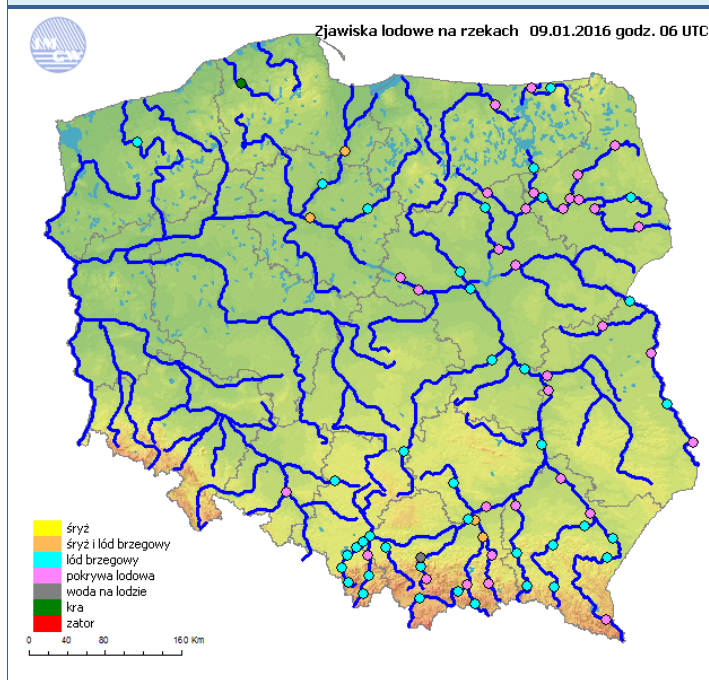 Zjawiska lodowe na rzekach 09.01.2016 godz. 06 UTC
śryż
śryż i lód brzegowy
lód brzegowy
pokrywa lodowa
woda na lodzie
kra
zator
0 40 80 160 Km